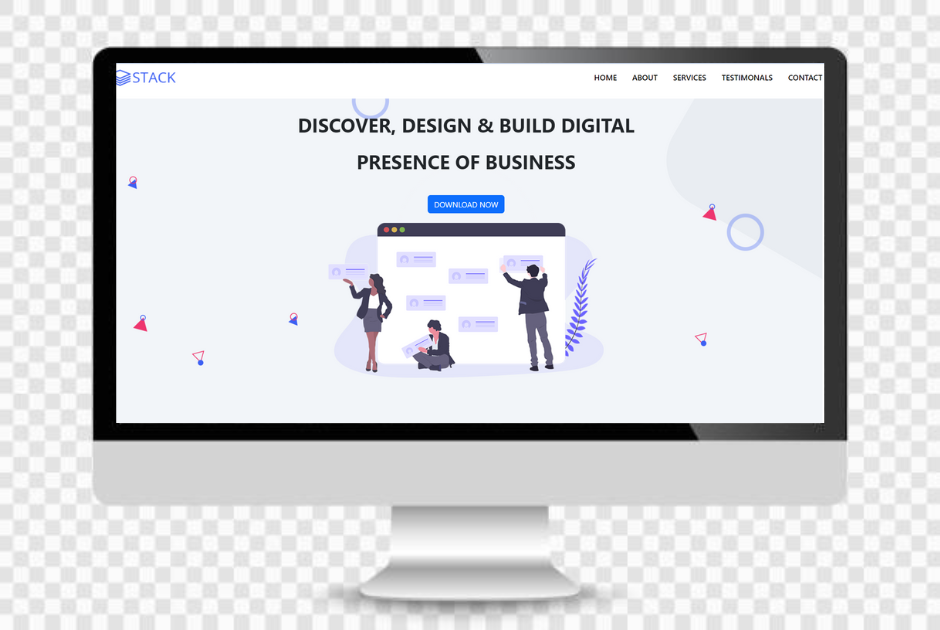 STACK
HOME ABOUT SERVICES TESTIMONALS CONTACT
DISCOVER, DESIGN & BUILD DIGITAL
PRESENCE OF BUSINESS
DOWNLOAD NOW